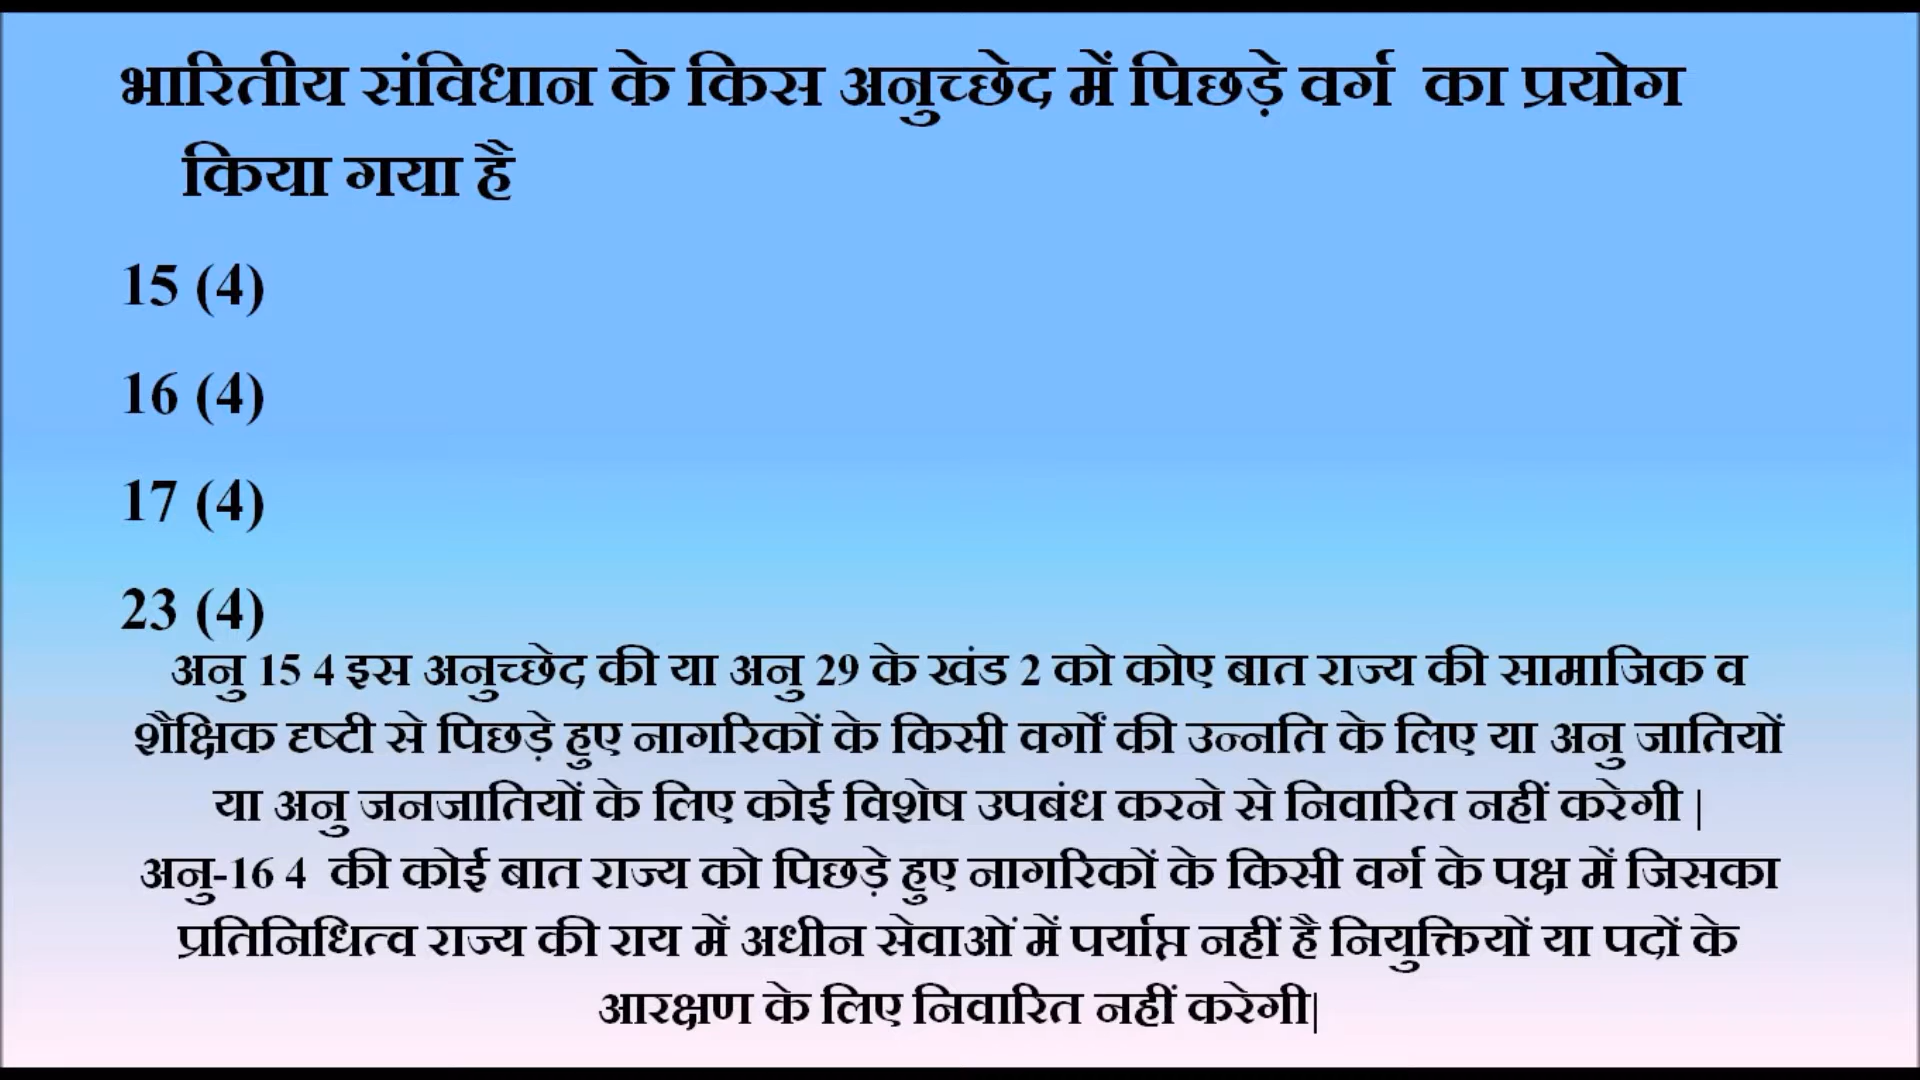 भारितीय संविधान के किस अनुच्छेद में पिछड़े वर्ग का प्रयोग
किया गया है
15 (4)
16 (4)
17 (4)
23 (4)
अनु 15 4 इस अनुच्छेद की या अनु 29 के खंड 2 को कोए बात राज्य की सामाजिक व
शैक्षिक दृष्टी से पिछड़े हुए नागरिकों के किसी वर्गों की उन्नति के लिए या अनु जातियों
या अनु जनजातियों के लिए कोई विशेष उपबंध करने से निवारित नहीं करेगी |
अनु-16 4 की कोई बात राज्य को पिछड़े हुए नागरिकों के किसी वर्ग के पक्ष में जिसका
प्रतिनिधित्व राज्य की राय में अधीन सेवाओं में पर्याप्त नहीं है नियुक्तियों या पदों के
आरक्षण के लिए निवारित नहीं करेगी|